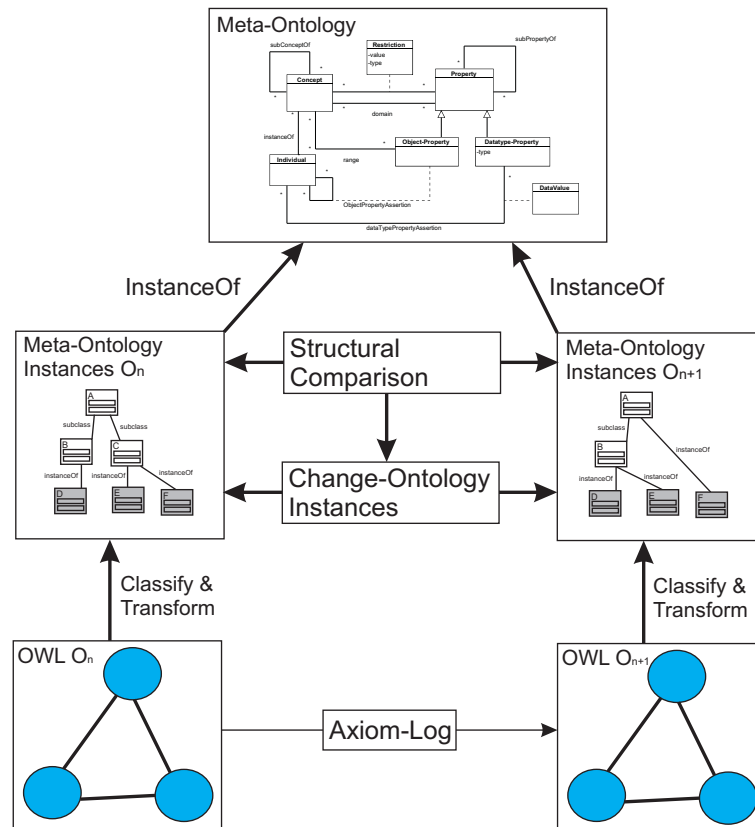 Meta-Ontology
subConceptOf
Restriction
-value
-type
subPropertyOf
Concept
Property
domain
instanceOf
Object-Property
Datatype-Property
-type
Individual
range
DataValue
ObjectPropertyAssertion
dataTypePropertyAssertion
InstanceOf
InstanceOf
Meta-Ontology
Instances On
A
subclass
subclass
B
C
instanceOf
instanceOf
instanceOf
D
E
F
Structural
Comparison
Change-Ontology
Instances
Meta-Ontology
Instances On+1
A
subclass
B
instanceOf
instanceOf
instanceOf
D
E
F
Classify &
Transform
Classify &
Transform
OWL On
Axiom-Log
OWL On+1